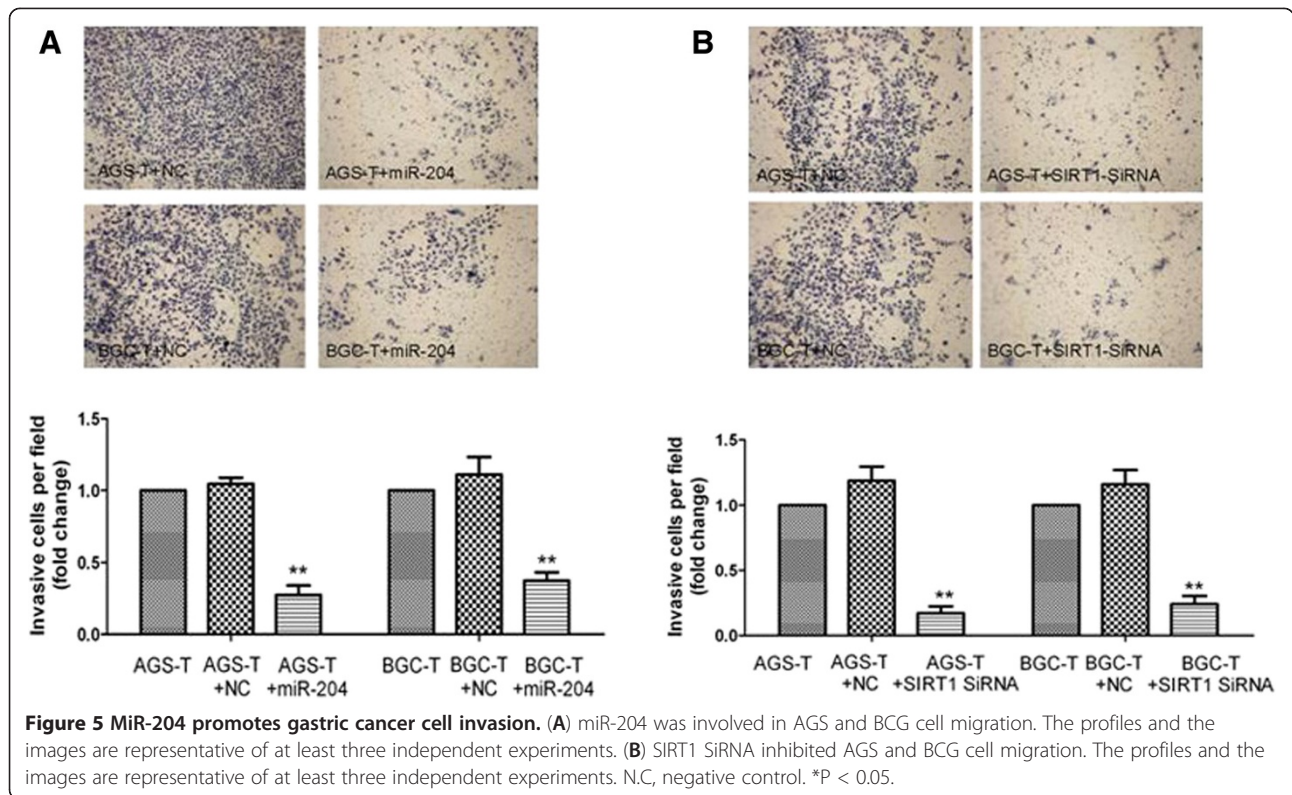 A
B
AGS-T+NC
AGS-T+miR-204
AGS-T+NC
AGS-T+SIRT1-SiRNA
BGC-T+NC
BGC-T+miR-204
BGC-T+NC
BGC-T+SIRT1-SiRNA
Invasive cells per field
(fold change)
1.5
1.0
0.5
0.0
**
**
AGS-T
AGS-T
+NC
AGS-T
+miR-204
BGC-T
BGC-T
+NC
BGC-T
+miR-204
Invasive cells per field
(fold change)
1.5
1.0
0.5
0.0
**
**
AGS-T
AGS-T
+NC
AGS-T
+SIRT1 SiRNA
BGC-T
BGC-T
+NC
BGC-T
+SIRT1 SiRNA
Figure 5 MiR-204 promotes gastric cancer cell invasion. (A) miR-204 was involved in AGS and BCG cell migration. The profiles and the
images are representative of at least three independent experiments. (B) SIRT1 SiRNA inhibited AGS and BCG cell migration. The profiles and the
images are representative of at least three independent experiments. N.C, negative control. *P < 0.05.